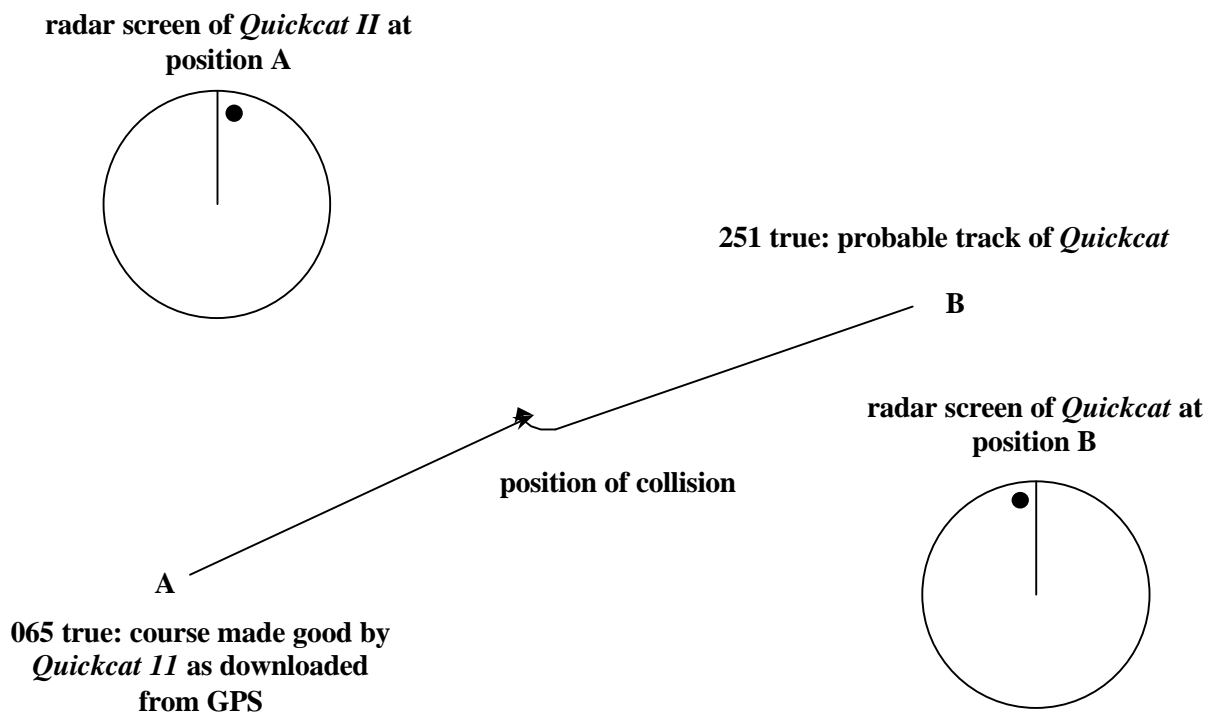 radar screen of Quickcat II at
position A
251 true: probable track of Quickcat
B
radar screen of Quickcat at
position B
position of collision
A
065 true: course made good by
Quickcat 11 as downloaded
from GPS